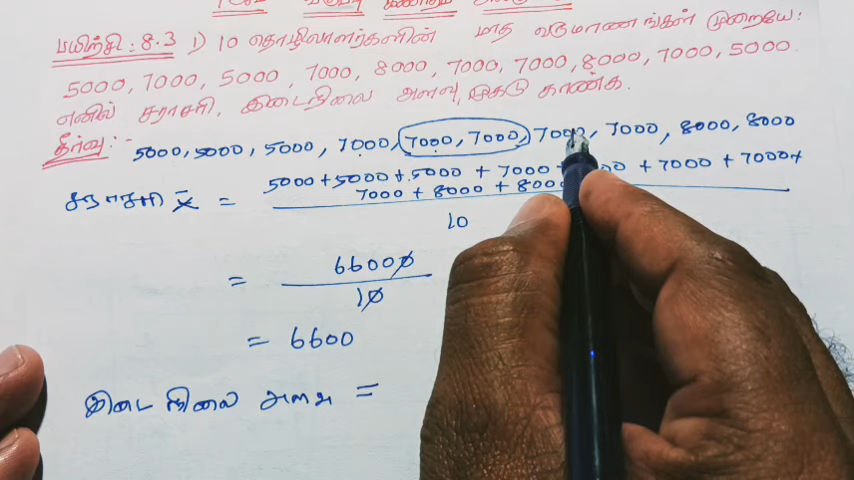 பயிற்சி : 8.3 1) 10 தொழிலாளர்களின் மாத வருமானங்கள் முறையே :
5000, 7000, 5000, 7000, 8000, 7000, 7000, 8000, 7000, 5000
எனில் சராசரி, இடைநிலை அளவு, முகடு காண்க.
தீர்வு :-
5000, 5000, 5000, 7000, 7000, 7000, 7000, 7000, 8000, 8000
சராசரி x̄ = 5000 + 5000 + 5000 + 7000 + + 7000 + 7000 +
7000 + 8000 + 8000
10
= 66000
10
= 6600
இடை நிலை அளவு =